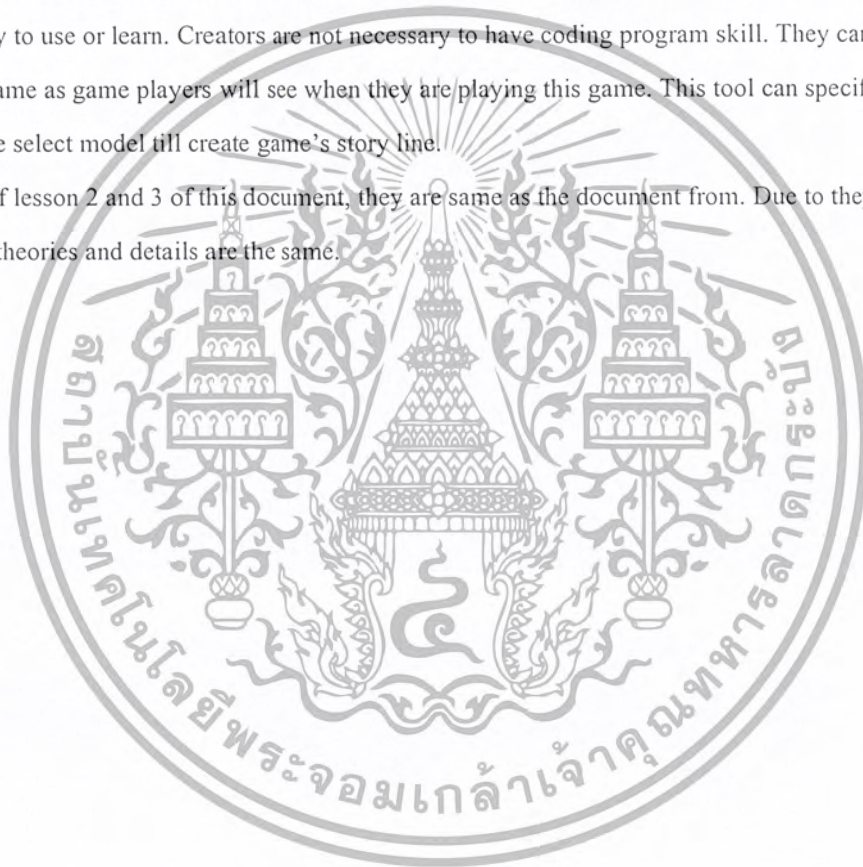 y to use or learn. Creators are not necessary to have coding program skill. They can
ame as game players will see when they are playing this game. This tool can specif
e select model till create game's story line.
f lesson 2 and 3 of this document, they are same as the document from. Due to the
theories and details are the same.
สถาบันเทคโนโลยีพระจอมเกล้าเจ้าคุณทหารลาดกระบัง
๔